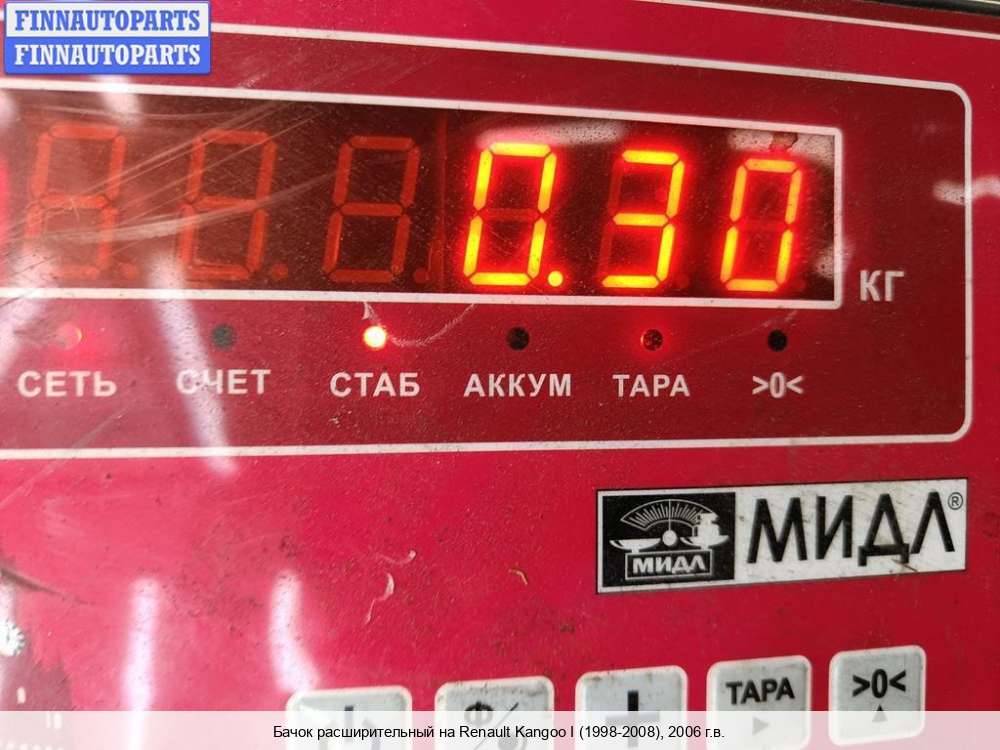 FINNAUTOPARTS
FINNAUTOPARTS
0.30
КГ
СЕТЬ СЧЕТ СТАБ АККУМ ТАРА >0<
МИДЛ МИДЛ®
ТАРА >0<
Бачок расширительный на Renault Kangoo I (1998-2008), 2006 г.в.